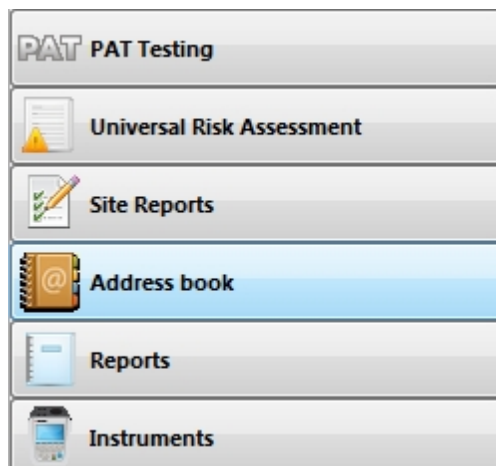 PAT PAT Testing
Universal Risk Assessment
Site Reports
@ Address book
Reports
Instruments